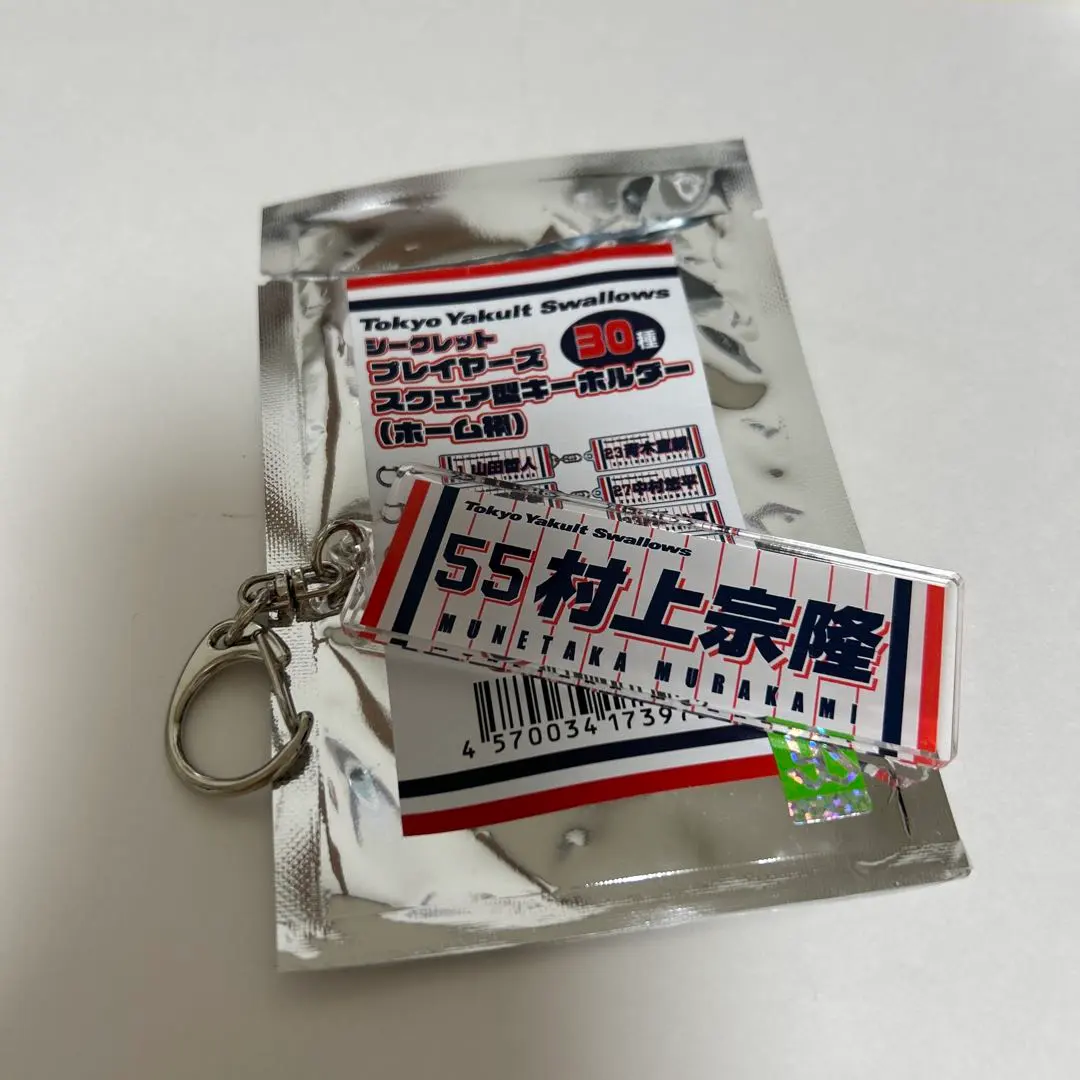 Tokyo Yakult Swallows
シークレット
30種
プレイヤーズ
スクエア型キーホルダー
(ホーム柄)
1 山田哲人
23 青木宣親
27 中村悠平
Tokyo Yakult Swallows
55 村上宗隆
MUNETAKA MURAKAMI
4 570034 17397